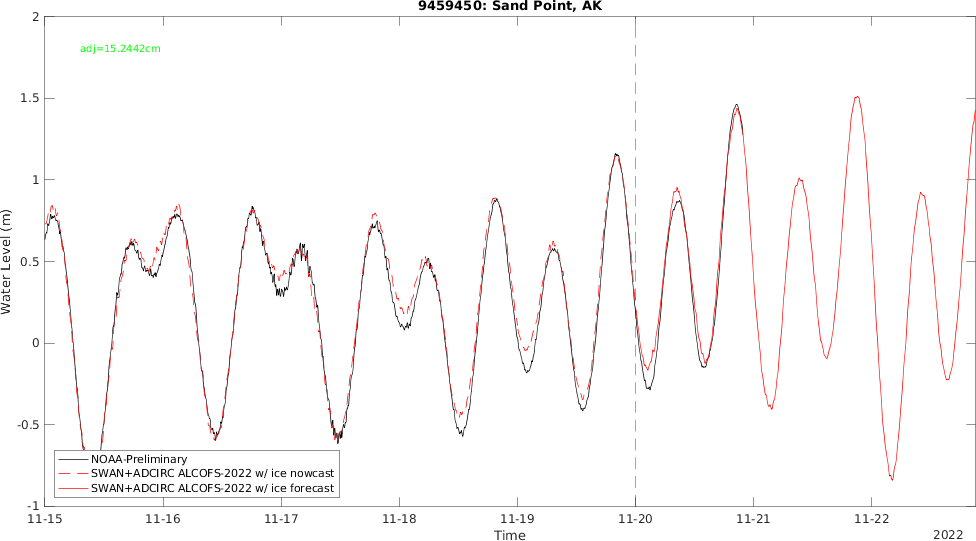 9459450: Sand Point, AK
adj=15.2442cm
Water Level (m)
2
1.5
1
0.5
0
-0.5
-1
NOAA-Preliminary
SWAN+ADCIRC ALCOFS-2022 w/ ice nowcast
SWAN+ADCIRC ALCOFS-2022 w/ ice forecast
11-15 11-16 11-17 11-18 11-19 11-20 11-21 11-22
Time
2022